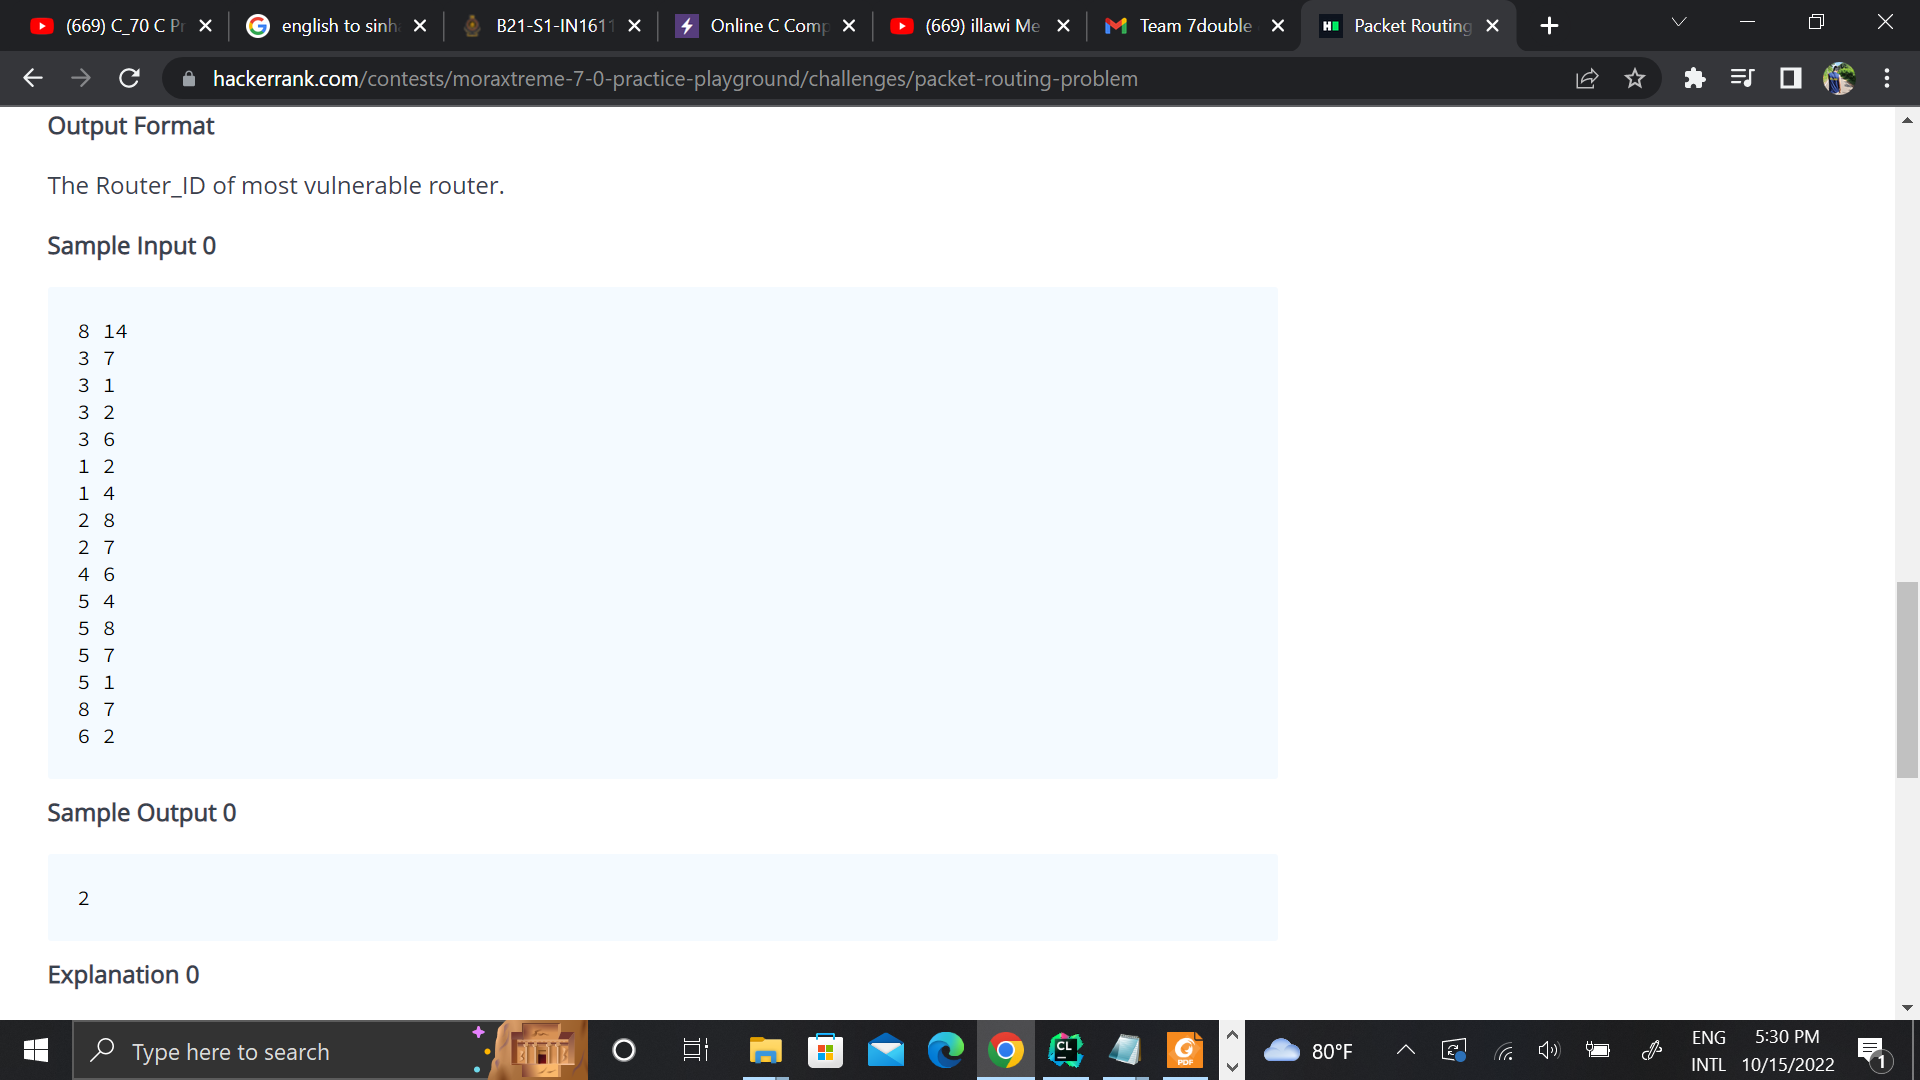 (669) C_70 C Pr
english to sinh
B21-S1-IN1611
Online C Comp
(669) illawi Me
Team 7double
Packet Routing
hackerrank.com/contests/moraxtreme-7-0-practice-playground/challenges/packet-routing-problem
Output Format
The Router_ID of most vulnerable router.
Sample Input 0
8 14
3 7
3 1
3 2
3 6
1 2
1 4
2 8
2 7
4 6
5 4
5 8
5 7
5 1
8 7
6 2
Sample Output 0
2
Explanation 0
Type here to search
CL
PDF
80°F
ENG
INTL
5:30 PM
10/15/2022
1